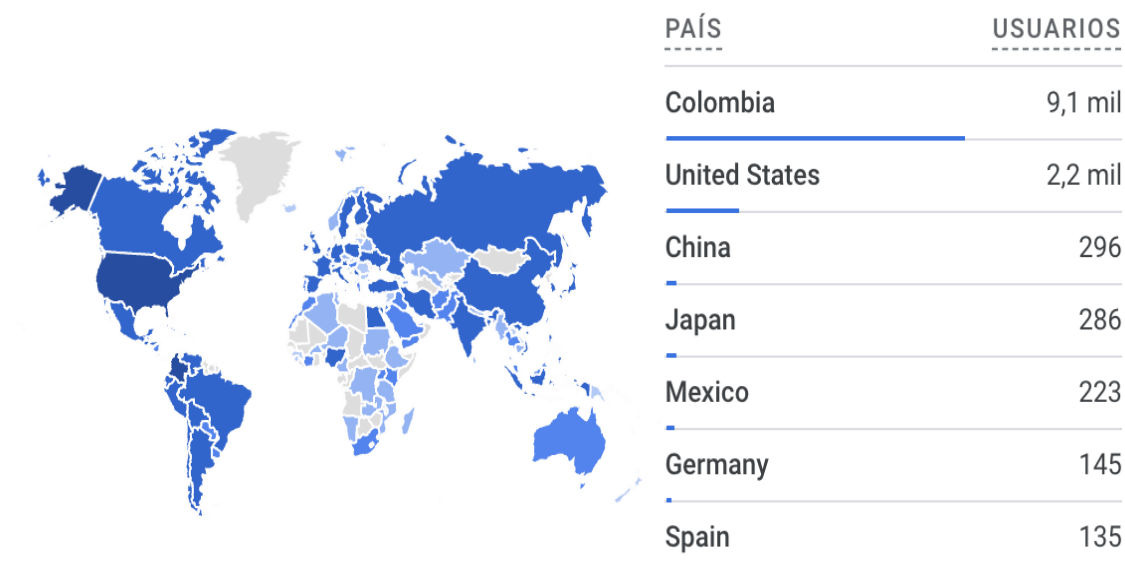 PAÍS USUARIOS
Colombia 9,1 mil
United States 2,2 mil
China 296
Japan 286
Mexico 223
Germany 145
Spain 135